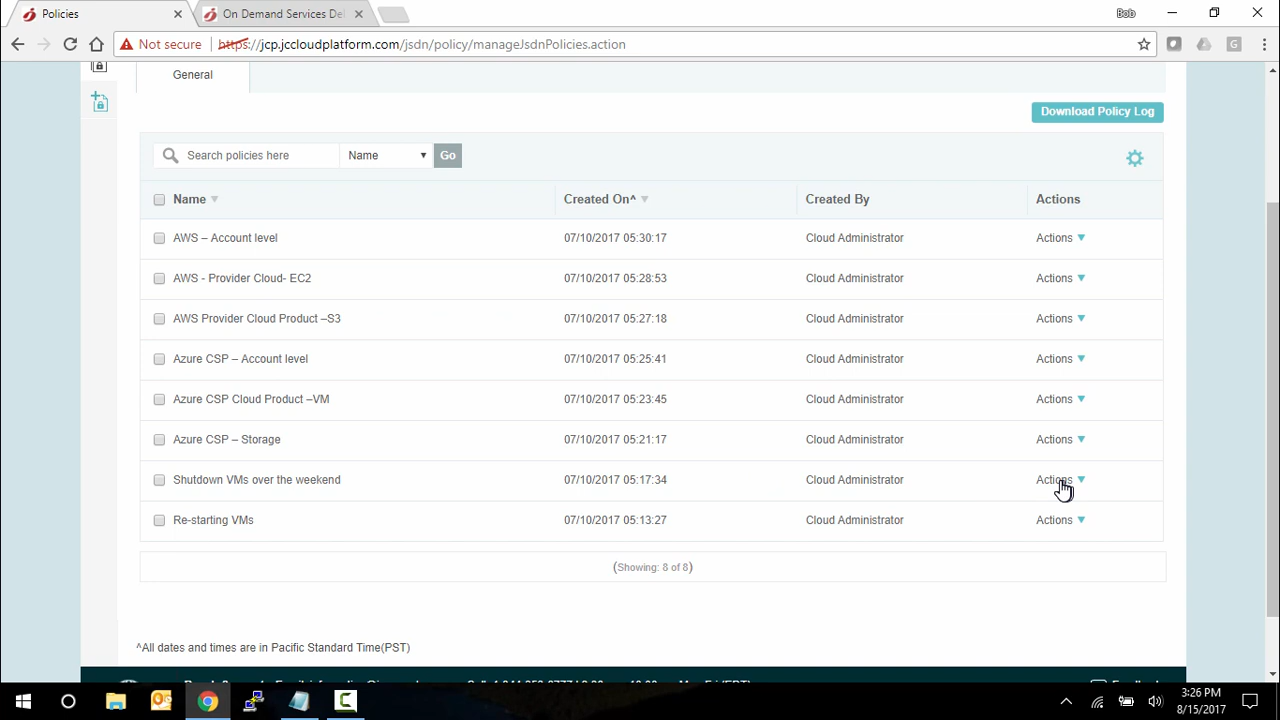 Policies
On Demand Services Del
Bob
Not secure
https://jcp.jccloudplatform.com/jsdn/policy/manageJsdnPolicies.action
General
Download Policy Log
Search policies here
Name
Go
Name
Created On^
Created By
Actions
AWS – Account level 07/10/2017 05:30:17 Cloud Administrator Actions
AWS - Provider Cloud- EC2 07/10/2017 05:28:53 Cloud Administrator Actions
AWS Provider Cloud Product –S3 07/10/2017 05:27:18 Cloud Administrator Actions
Azure CSP – Account level 07/10/2017 05:25:41 Cloud Administrator Actions
Azure CSP Cloud Product –VM 07/10/2017 05:23:45 Cloud Administrator Actions
Azure CSP – Storage 07/10/2017 05:21:17 Cloud Administrator Actions
Shutdown VMs over the weekend 07/10/2017 05:17:34 Cloud Administrator Actions
Re-starting VMs 07/10/2017 05:13:27 Cloud Administrator Actions
(Showing: 8 of 8)
^All dates and times are in Pacific Standard Time(PST)
3:26 PM
8/15/2017